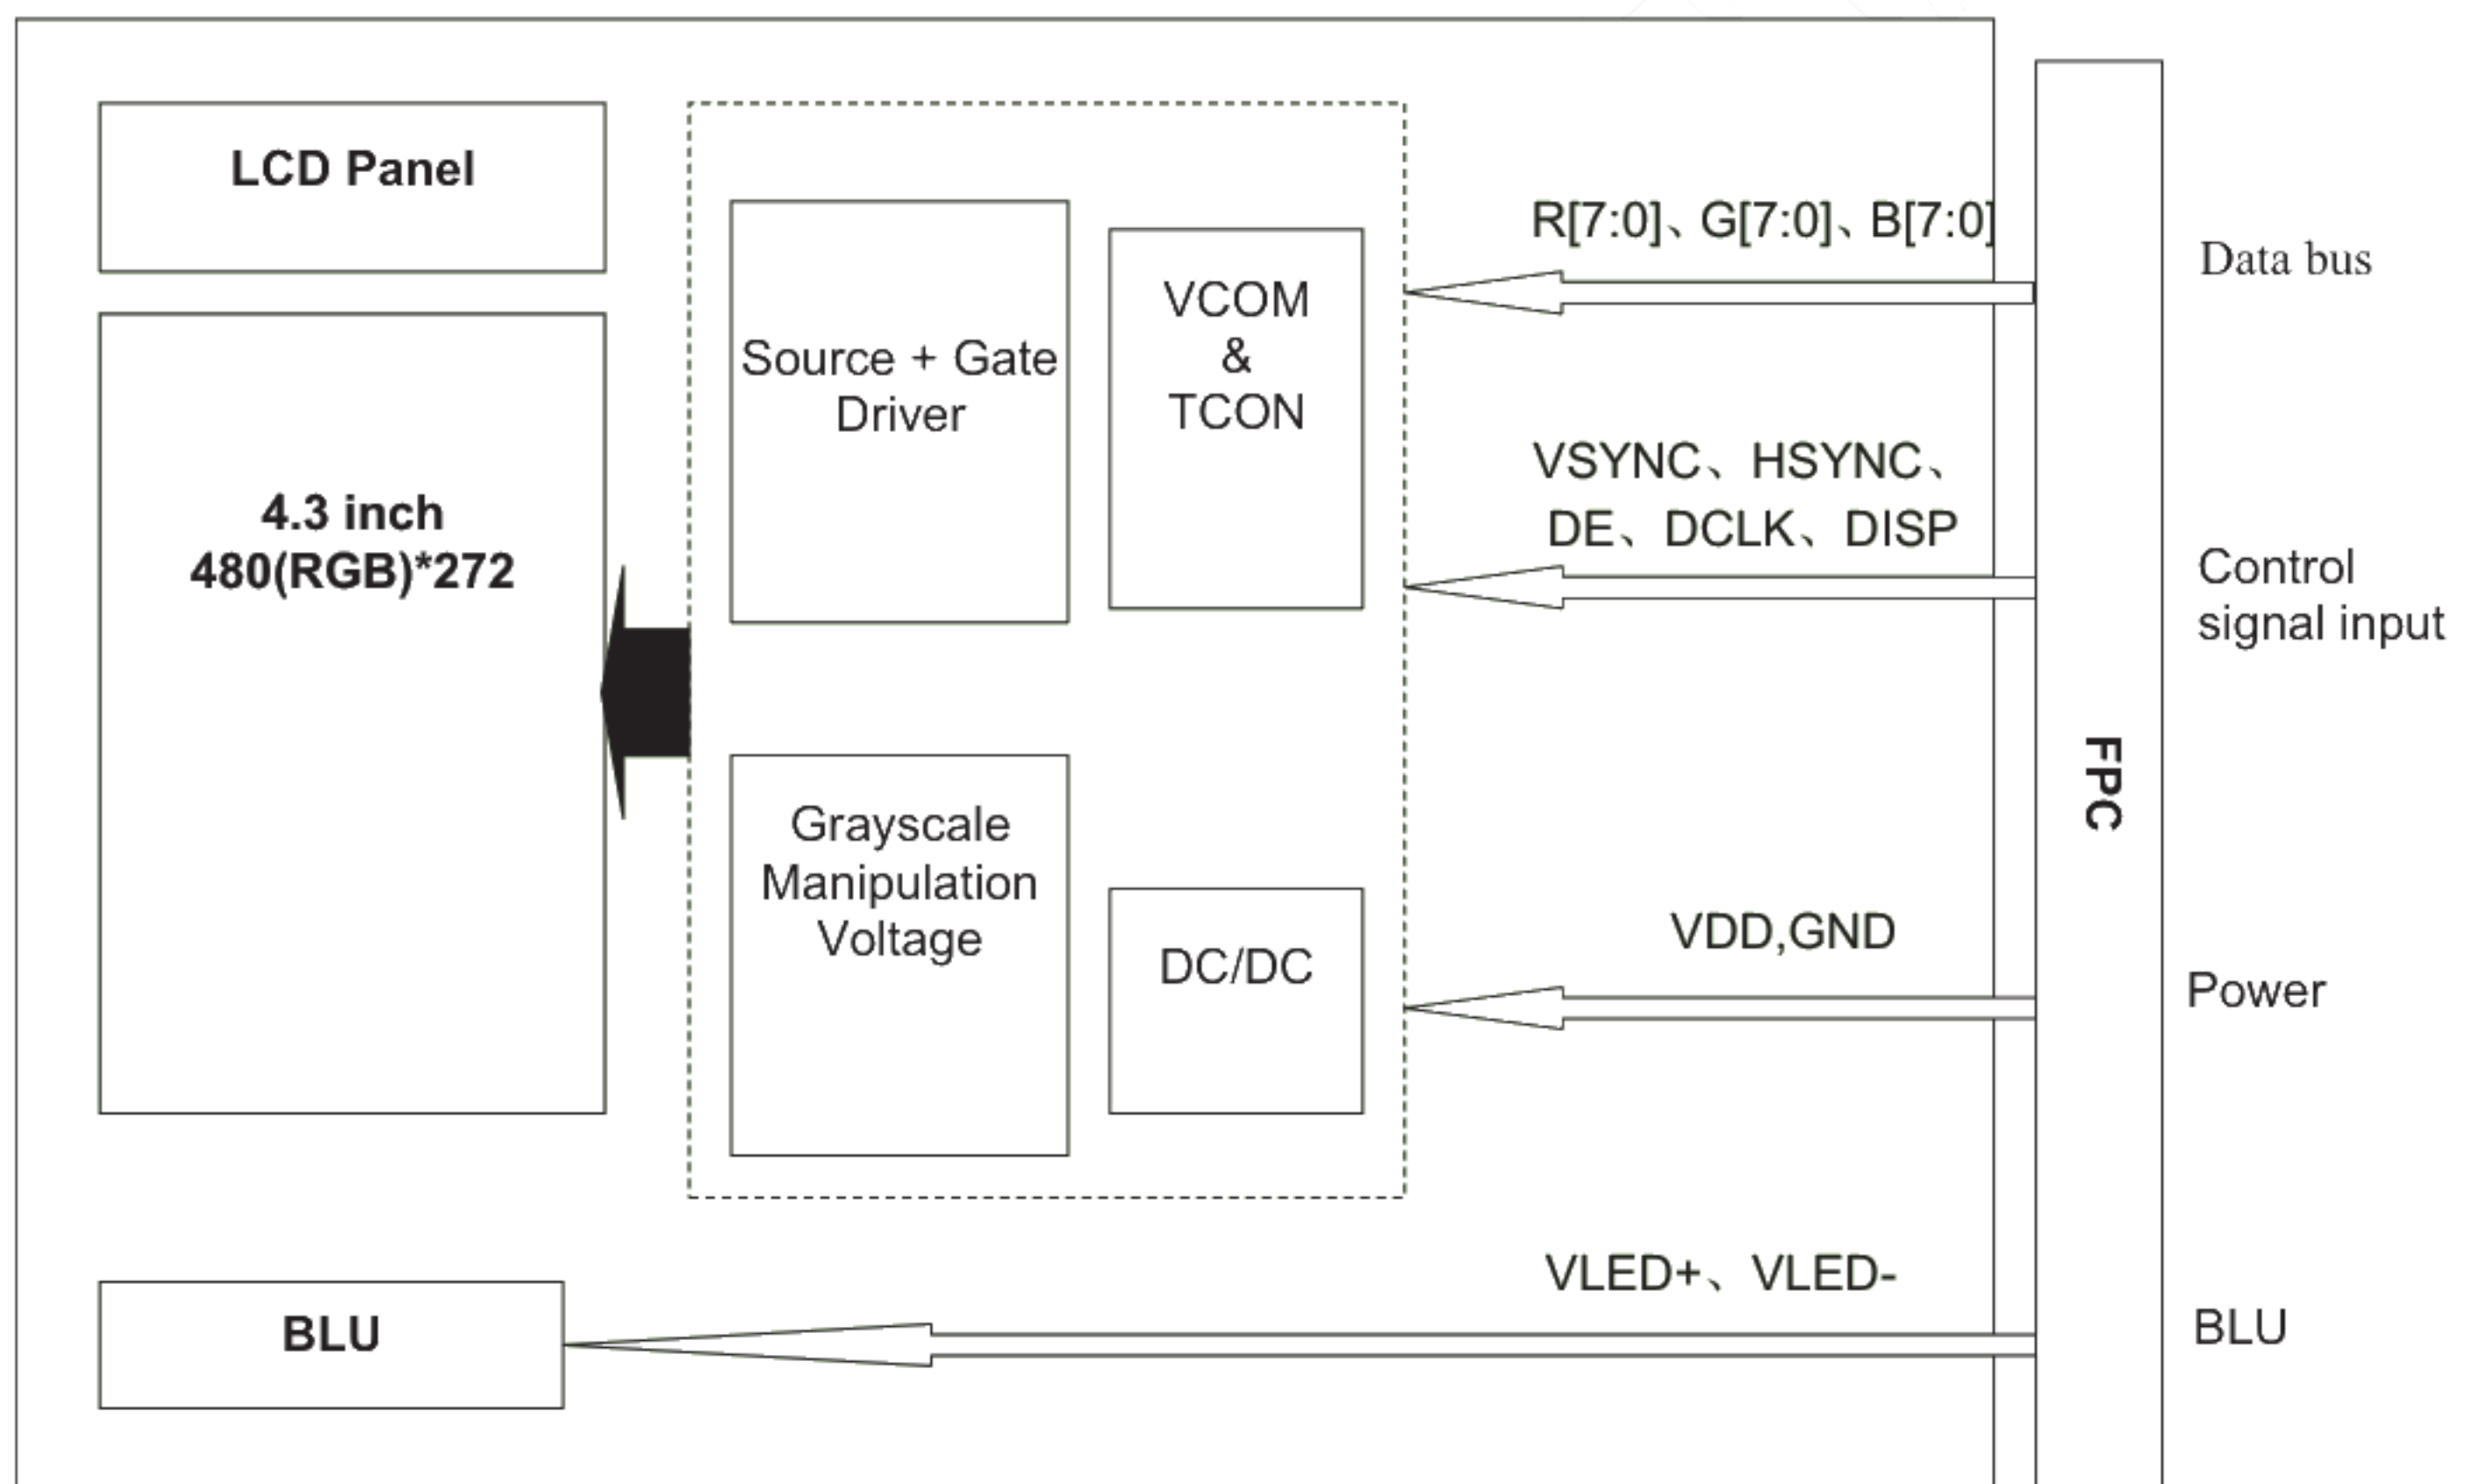 LCD Panel
4.3 inch
480(RGB)*272
Source + Gate
Driver
VCOM
&
TCON
Grayscale
Manipulation
Voltage
DC/DC
R[7:0]、G[7:0]、B[7:0]
VSYNC、HSYNC、
DE、DCLK、DISP
VDD,GND
VLED+、VLED-
BLU
FPC
Data bus
Control
signal input
Power
BLU